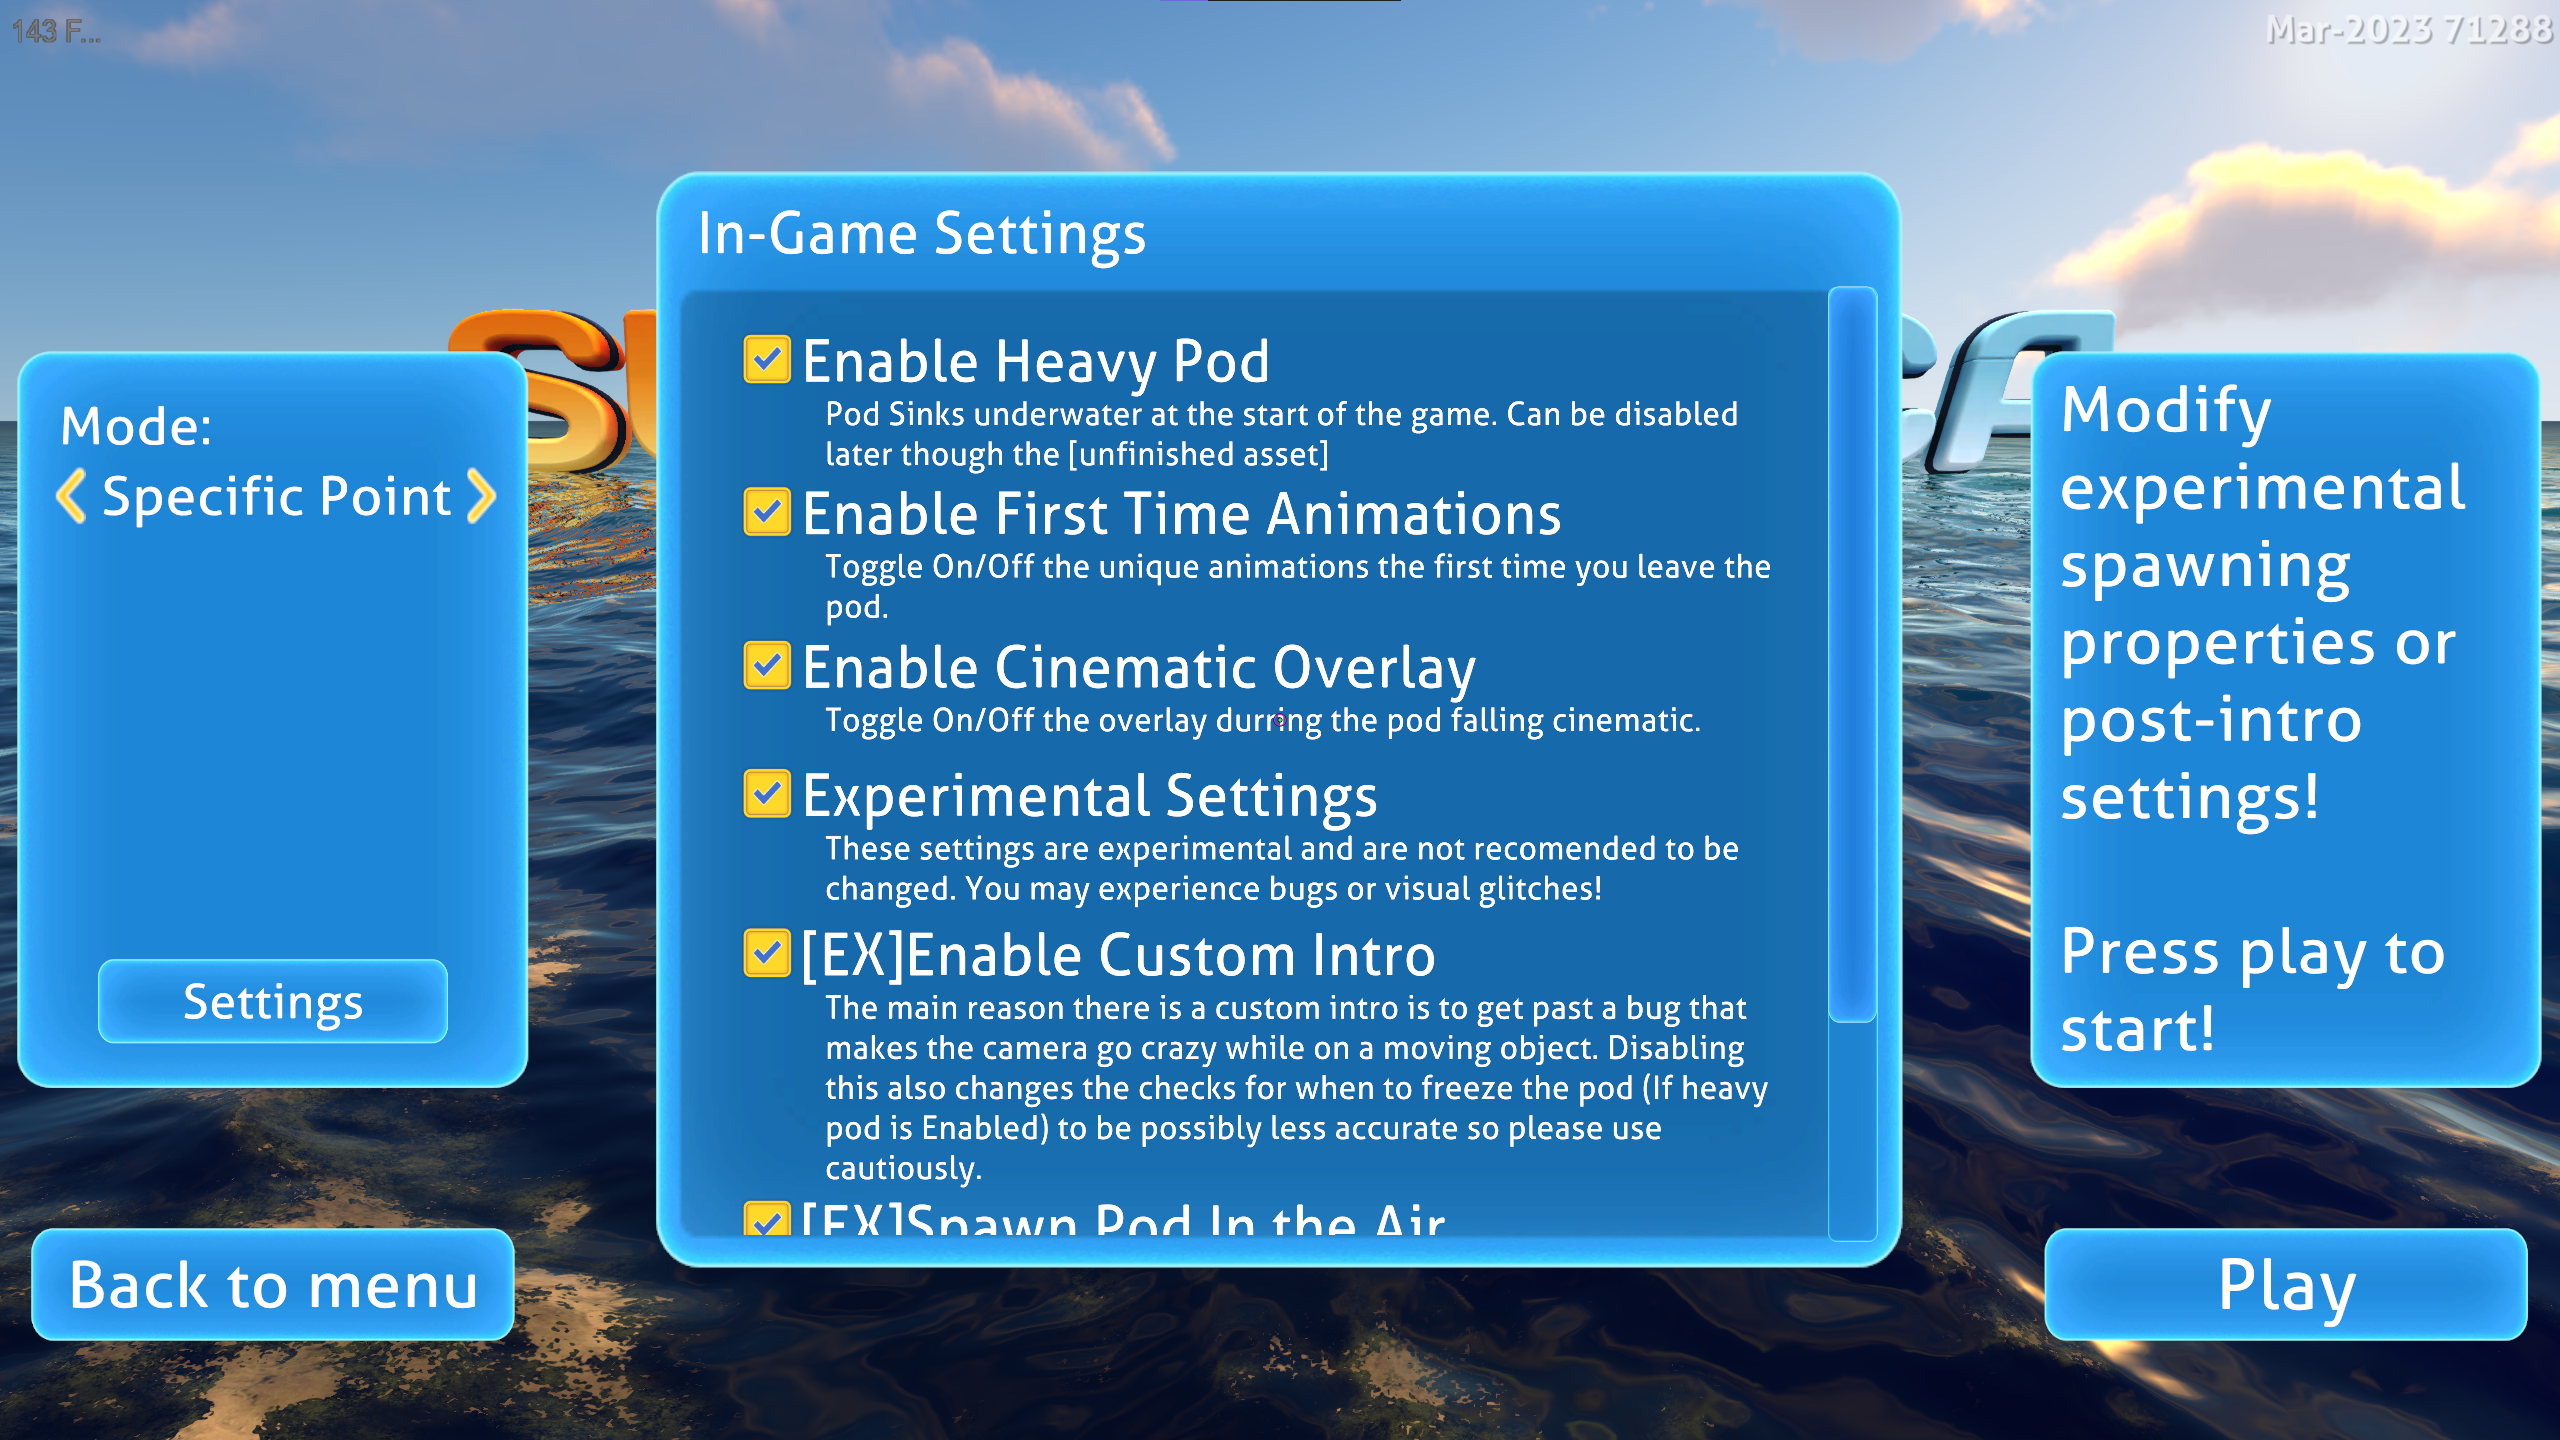 143 F...
Mar-2023 71288
In-Game Settings
Enable Heavy Pod
Pod Sinks underwater at the start of the game. Can be disabled
later though the [unfinished asset]
Enable First Time Animations
Toggle On/Off the unique animations the first time you leave the
pod.
Enable Cinematic Overlay
Toggle On/Off the overlay durring the pod falling cinematic.
Experimental Settings
These settings are experimental and are not recomended to be
changed. You may experience bugs or visual glitches!
[EX]Enable Custom Intro
The main reason there is a custom intro is to get past a bug that
makes the camera go crazy while on a moving object. Disabling
this also changes the checks for when to freeze the pod (If heavy
pod is Enabled) to be possibly less accurate so please use
cautiously.
[EX]Spawn Pod In the Air
Mode:
Specific Point
Settings
Back to menu
Modify
experimental
spawning
properties or
post-intro
settings!
Press play to
start!
Play